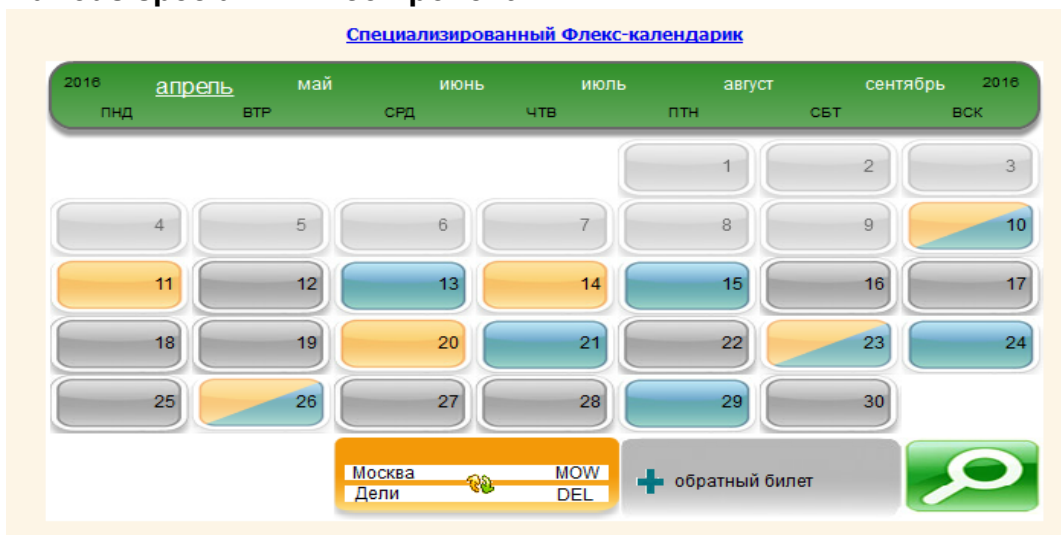 Специализированный Флекс-календарик
2016 апрель май июнь июль август сентябрь 2016
ПНД ВТР СРД ЧТВ ПТН СБТ ВСК
1 2 3
4 5 6 7 8 9 10
11 12 13 14 15 16 17
18 19 20 21 22 23 24
25 26 27 28 29 30
Москва MOW
Дели DEL
обратный билет